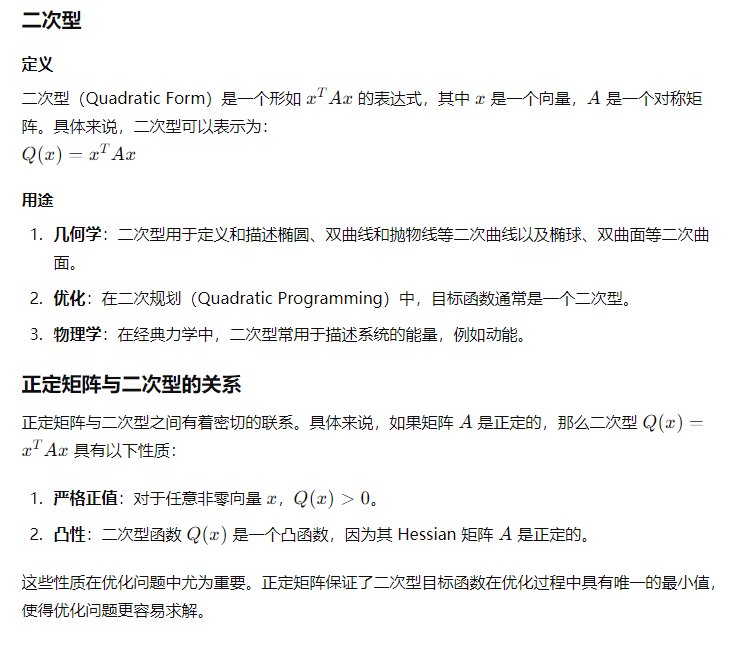 二次型
定义
二次型（Quadratic Form）是一个形如 x^T Ax 的表达式，其中 x 是一个向量，A 是一个对称矩
阵。具体来说，二次型可以表示为：
Q(x) = x^T Ax
用途
1. 几何学：二次型用于定义和描述椭圆、双曲线和抛物线等二次曲线以及椭球、双曲面等二次曲
面。
2. 优化：在二次规划（Quadratic Programming）中，目标函数通常是一个二次型。
3. 物理学：在经典力学中，二次型常用于描述系统的能量，例如动能。
正定矩阵与二次型的关系
正定矩阵与二次型之间有着密切的联系。具体来说，如果矩阵 A 是正定的，那么二次型 Q(x) =
x^T Ax 具有以下性质：
1. 严格正值：对于任意非零向量 x，Q(x) > 0。
2. 凸性：二次型函数 Q(x) 是一个凸函数，因为其 Hessian 矩阵 A 是正定的。
这些性质在优化问题中尤为重要。正定矩阵保证了二次型目标函数在优化过程中具有唯一的最小值，
使得优化问题更容易求解。